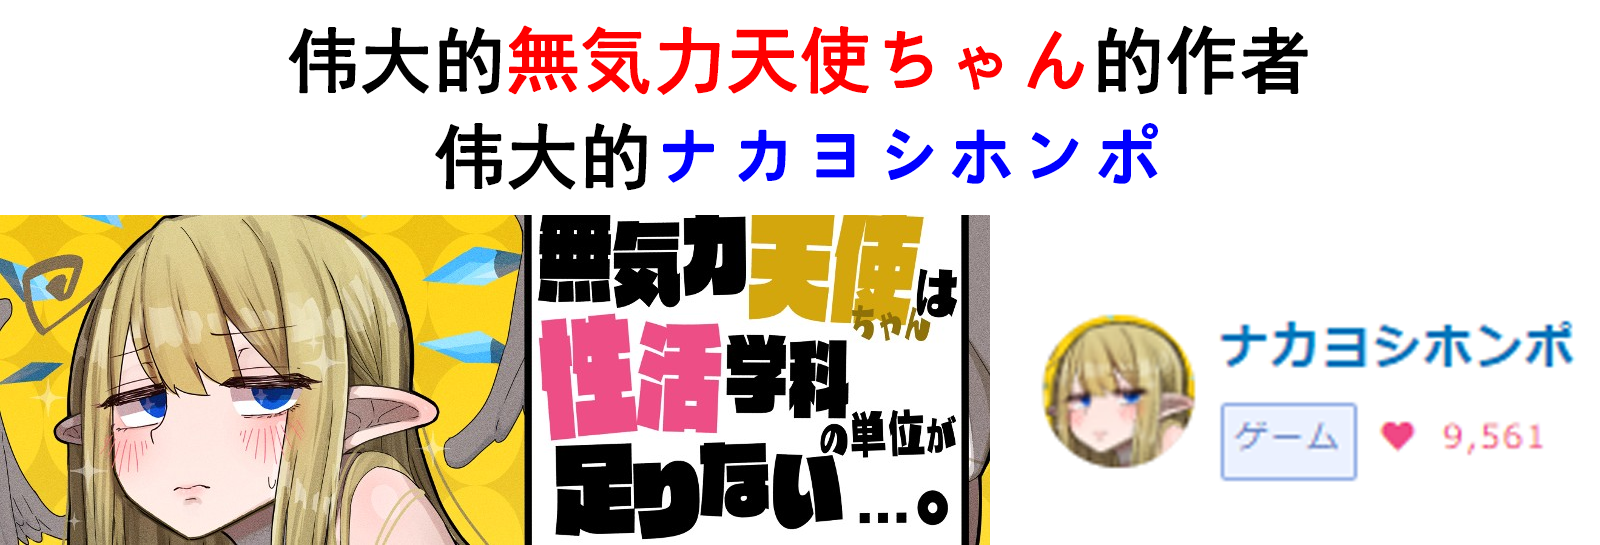 伟大的無気力天使ちゃん的作者
伟大的ナカヨシホンポ
無気力天使ちゃんは
性活学科
の単位が
足りない…。
ナカヨシホンポ
ゲーム 9,561